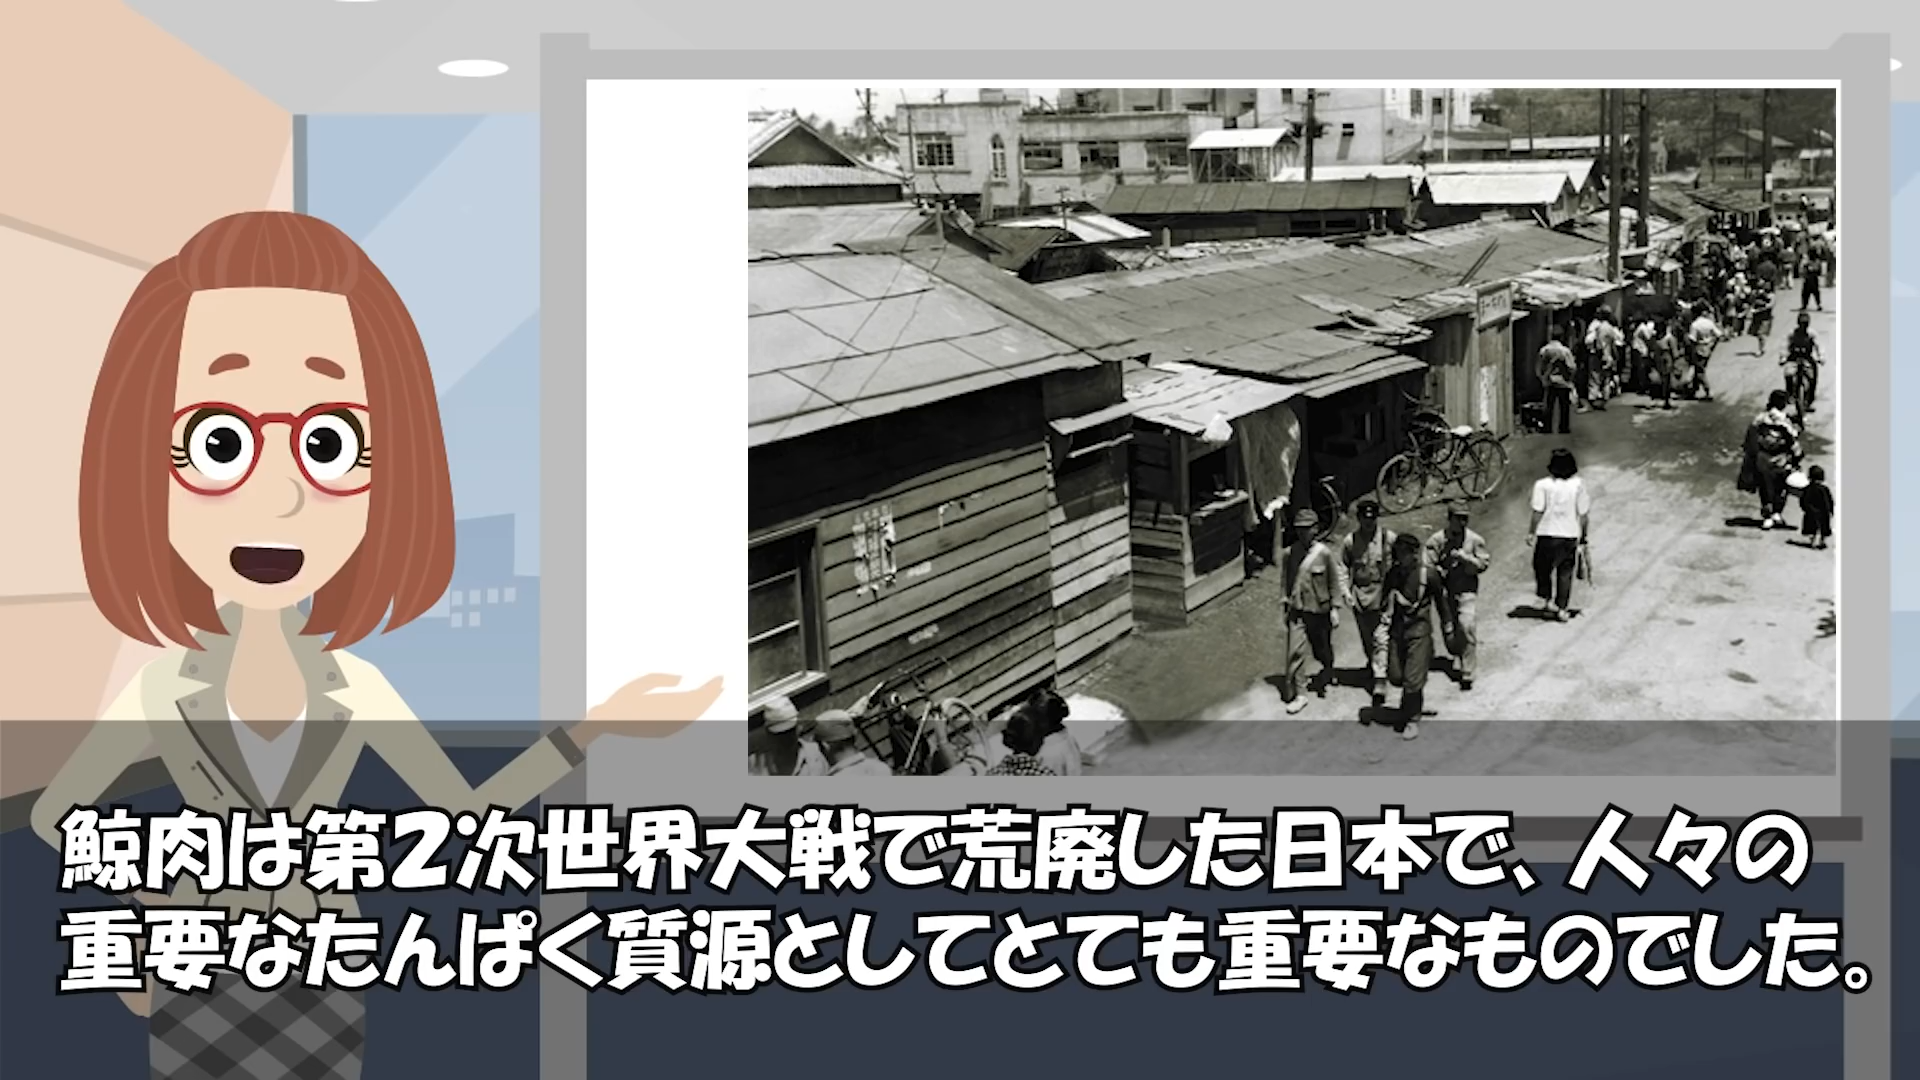 鯨肉は第２次世界大戦で荒廃した日本で、人々の
重要なたんぱく質源としてとても重要なものでした。